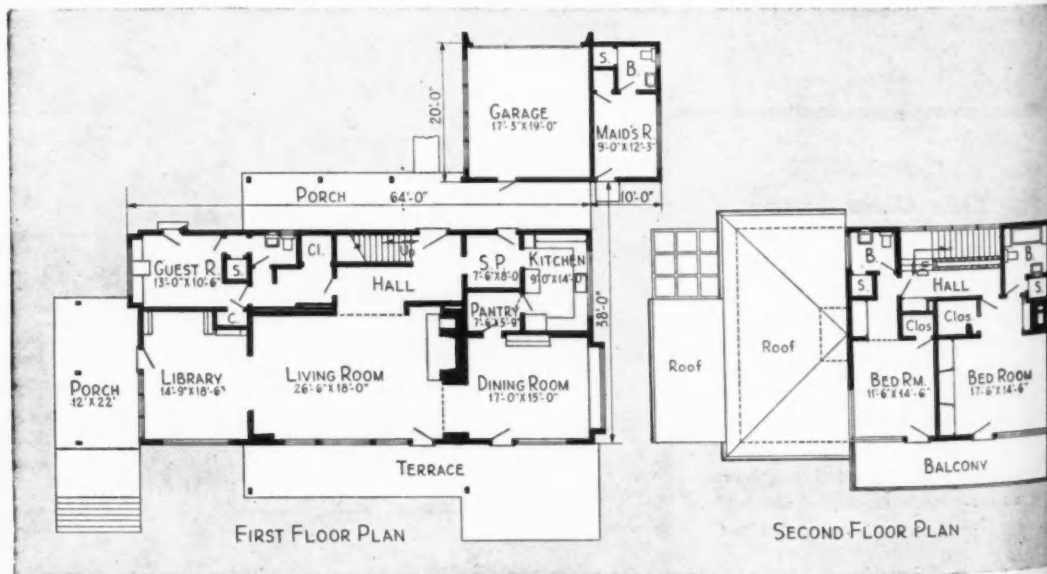 S.
B.
GARAGE
17'-3"X19'-0"
MAID'S R.
9'-0"X12'-3"
20'-0"
PORCH
64'-0"
10'-0"
GUEST R.
13'-0"X10'-6"
S.
Cl.
Up
HALL
S.P.
7'-6"X8'-0"
KITCHEN
9'-0"X14'-0"
PANTRY
7'-6"X5'-9"
C.
38'-0"
PORCH
12'X22'
LIBRARY
14'-9"X18'-6"
LIVING ROOM
26'-6"X18'-0"
DINING ROOM
17'-0"X15'-0"
TERRACE
FIRST FLOOR PLAN
B.
S.
HALL
B.
S.
Clos
Clos
Roof
Roof
BED RM.
11'-6"X14'-6"
BED ROOM
17'-6"X14'-6"
BALCONY
SECOND FLOOR PLAN